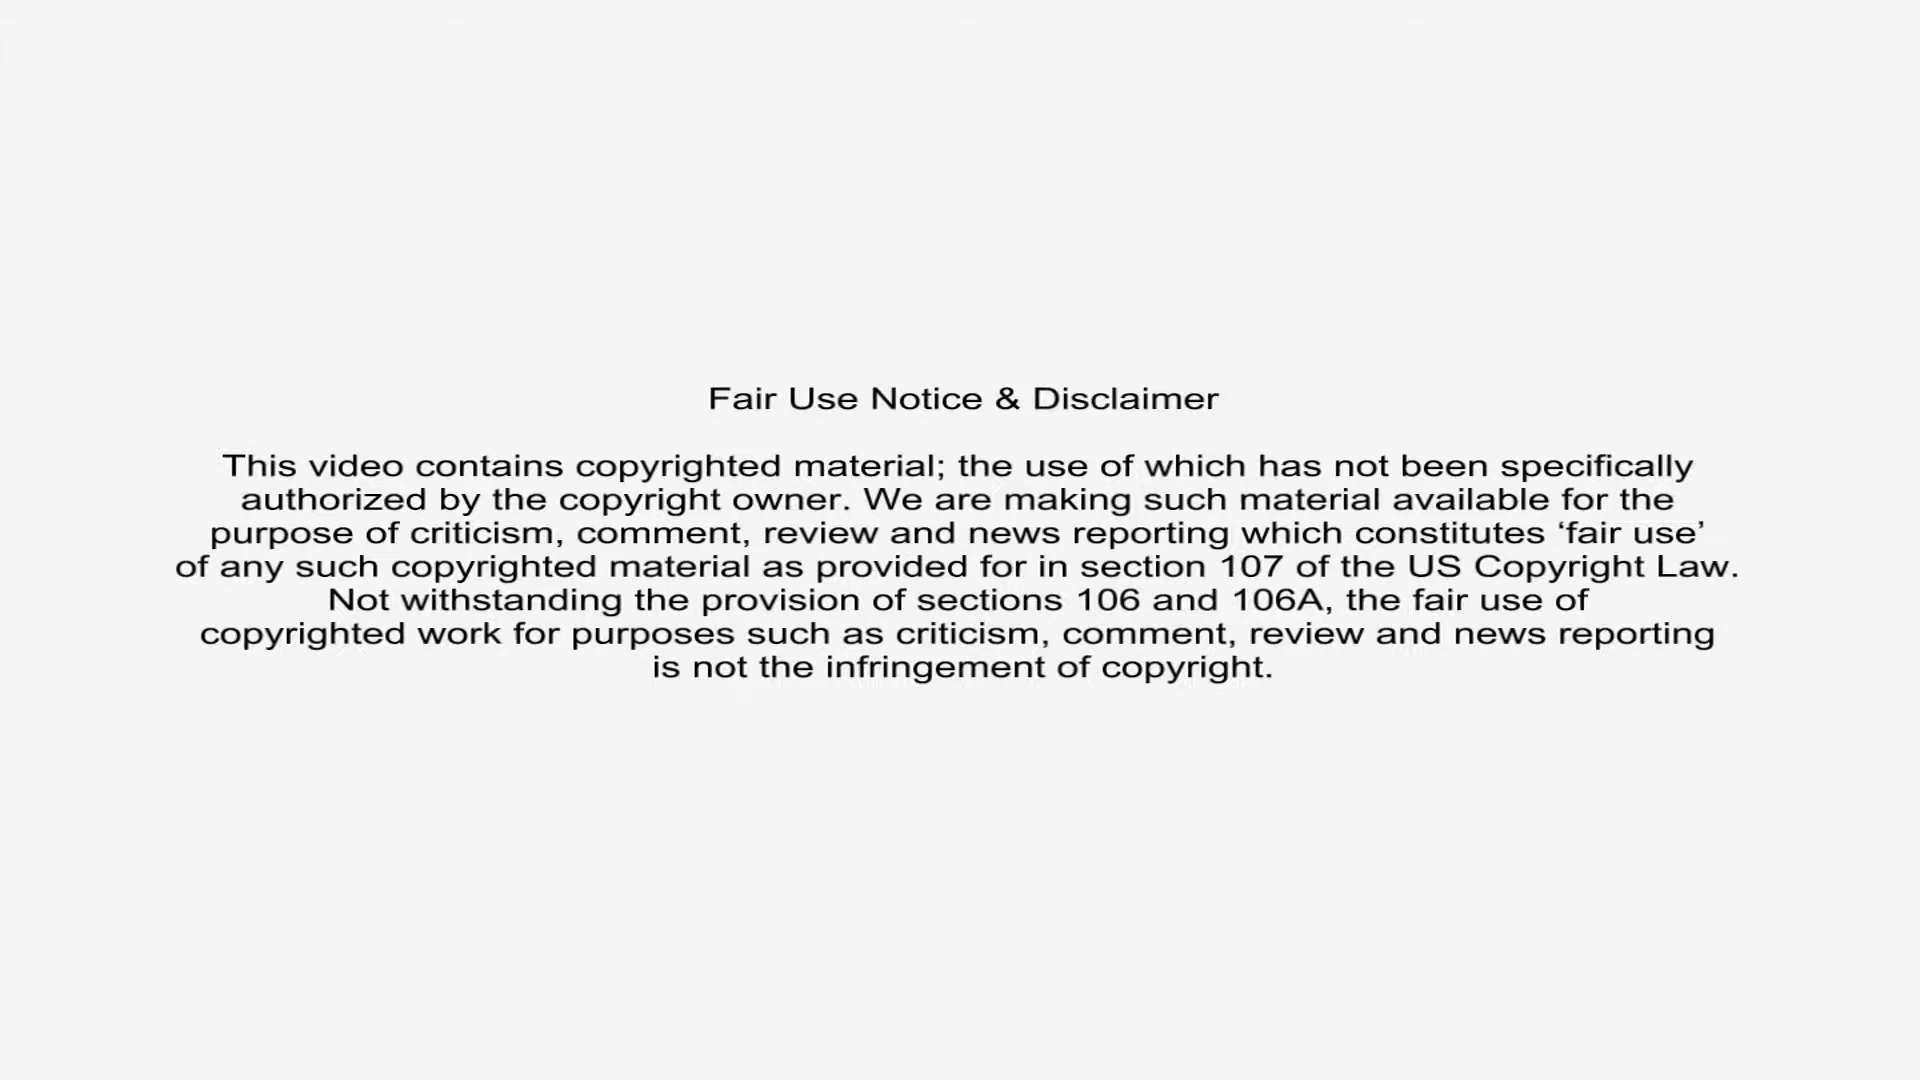 Fair Use Notice & Disclaimer
This video contains copyrighted material; the use of which has not been specifically
authorized by the copyright owner. We are making such material available for the
purpose of criticism, comment, review and news reporting which constitutes ‘fair use’
of any such copyrighted material as provided for in section 107 of the US Copyright Law.
Not withstanding the provision of sections 106 and 106A, the fair use of
copyrighted work for purposes such as criticism, comment, review and news reporting
is not the infringement of copyright.